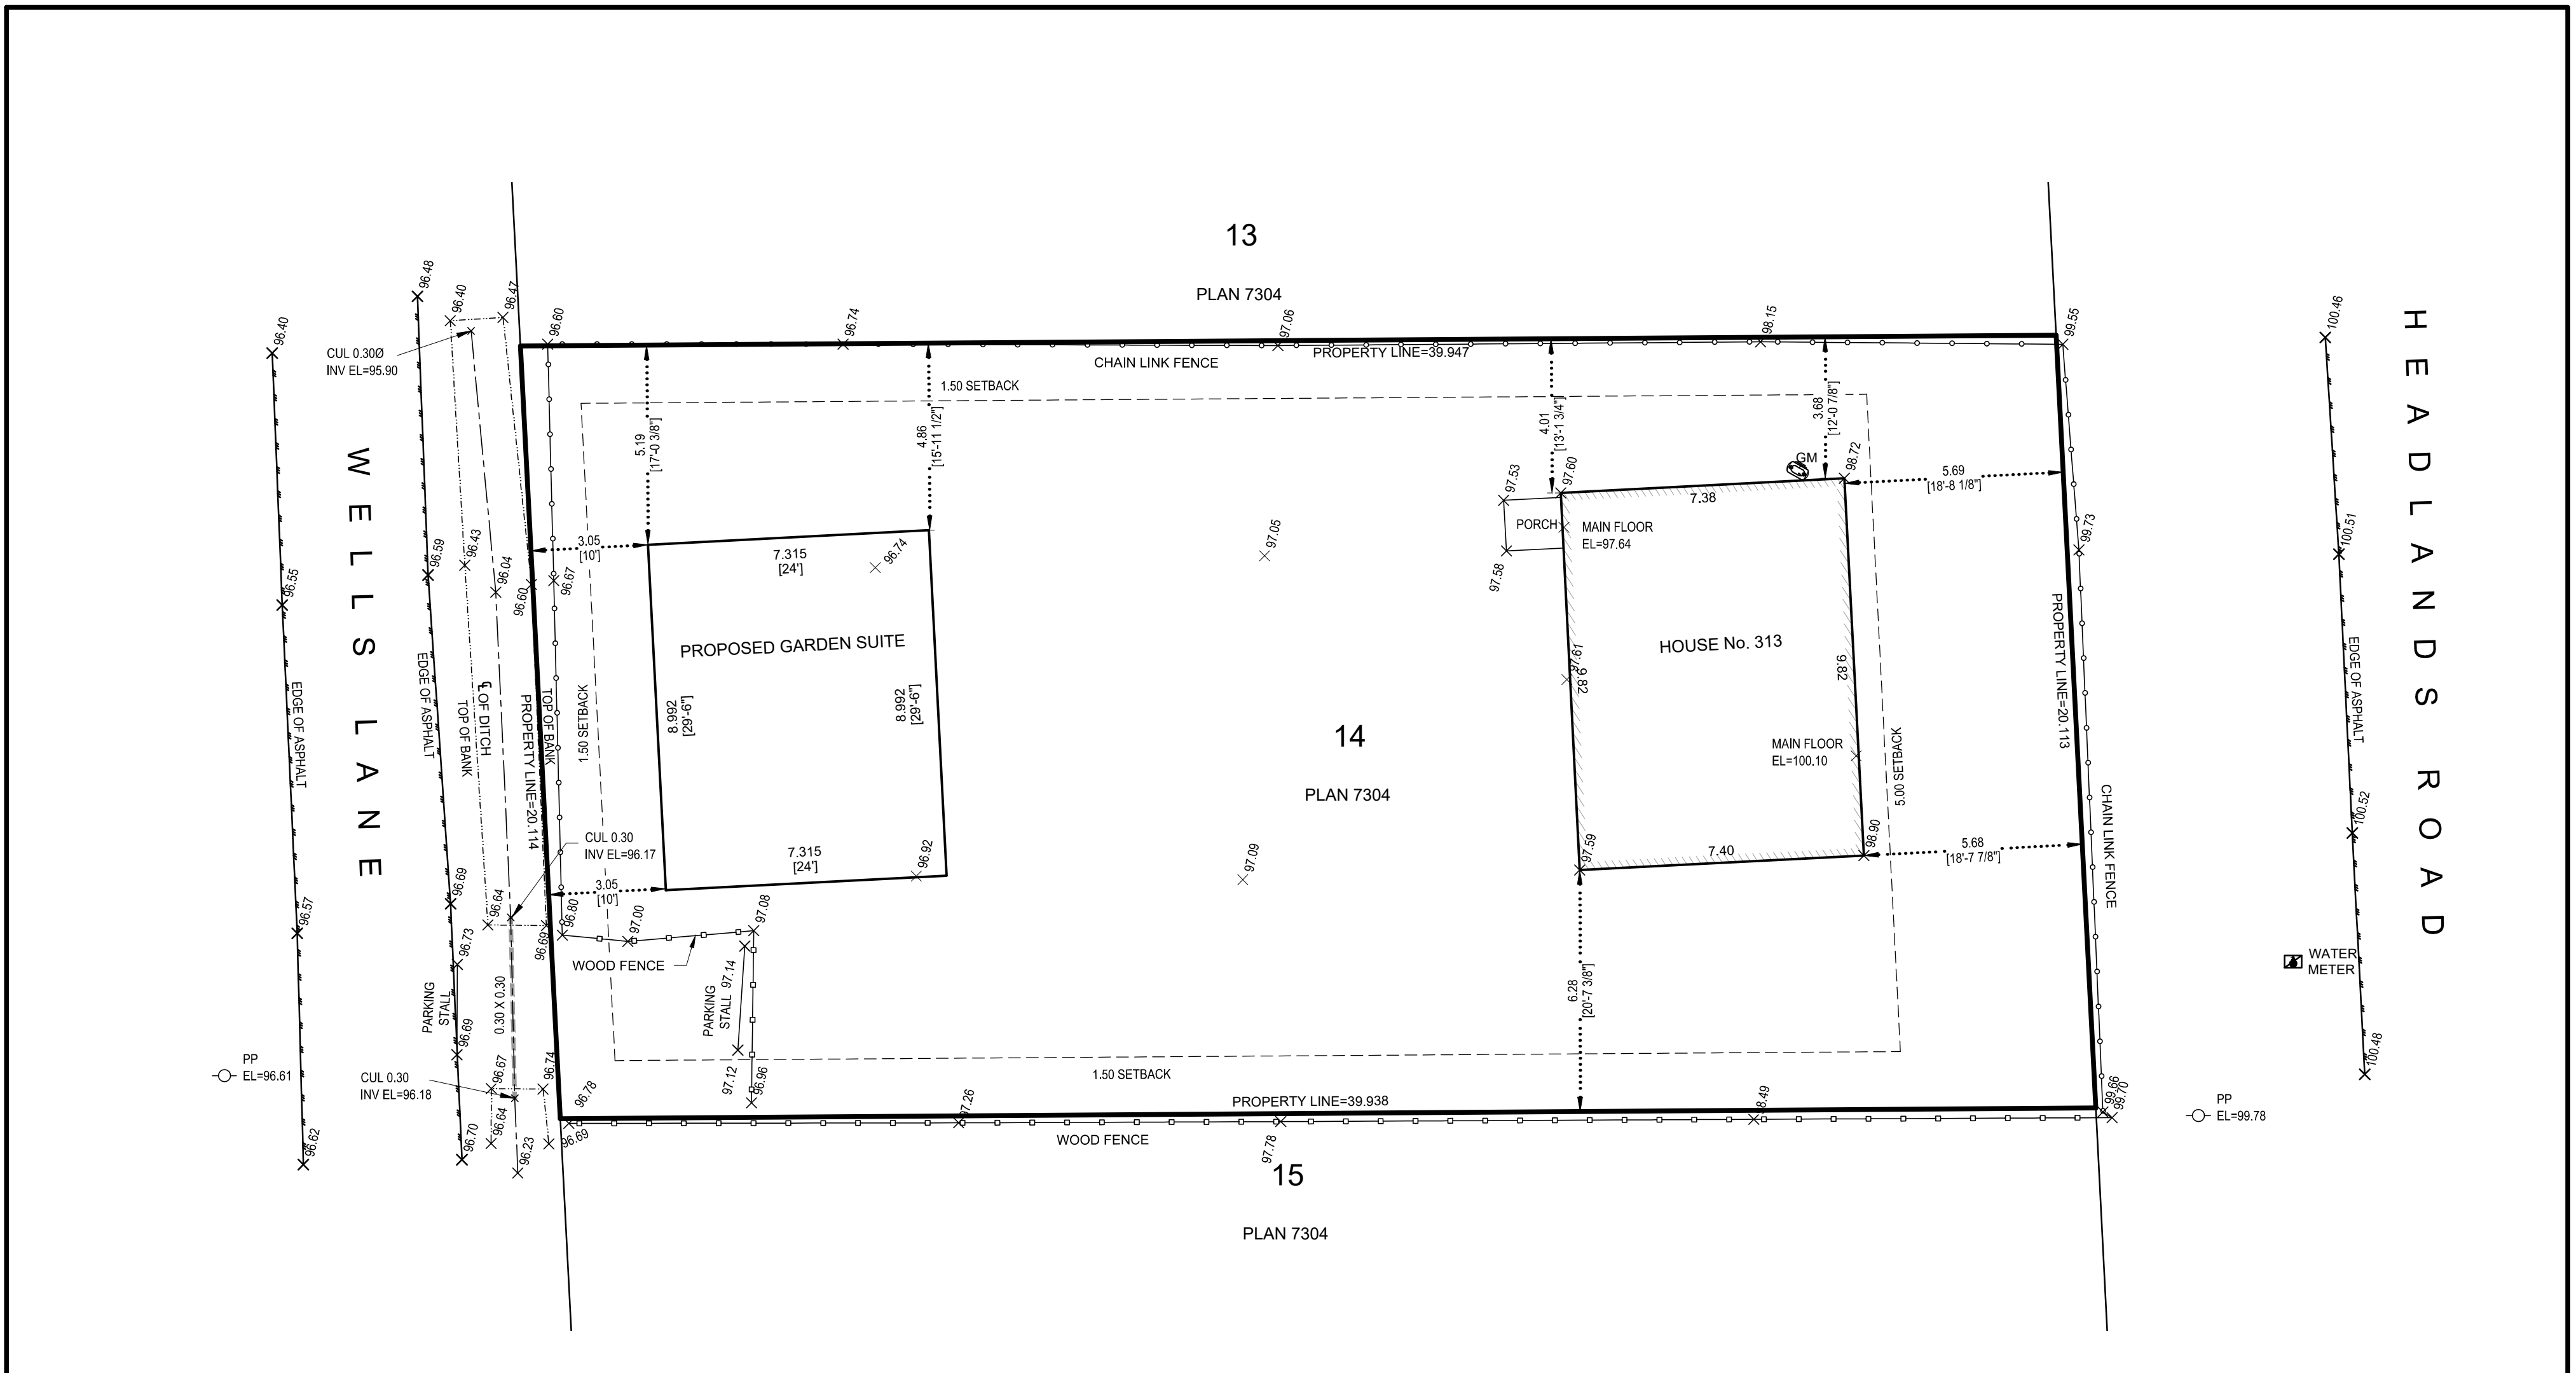 13
PLAN 7304
96.48
96.40
96.47
96.40
CUL 0.30Ø
INV EL=95.90
96.60
96.74
97.06
98.15
99.55
100.46
CHAIN LINK FENCE
PROPERTY LINE=39.947
1.50 SETBACK
5.19
[17'-0 3/8"]
4.86
[15'-11 1/2"]
4.01
[13'-1 3/4"]
3.68
[12'-0 7/8"]
GM
98.72
97.53
97.60
7.38
5.69
[18'-8 1/8"]
PORCH
MAIN FLOOR
EL=97.64
97.58
97.05
99.73
100.51
WELLS LANE
HEADLANDS ROAD
96.55
96.59
96.43
96.04
96.60
96.67
3.05
[10']
7.315
[24']
96.74
PROPOSED GARDEN SUITE
8.992
[29'-6"]
8.992
[29'-6"]
HOUSE No. 313
97.61
9.82
9.82
MAIN FLOOR
EL=100.10
5.00 SETBACK
PROPERTY LINE=20.113
CHAIN LINK FENCE
EDGE OF ASPHALT
EDGE OF ASPHALT
EDGE OF ASPHALT
TOP OF BANK
℄ OF DITCH
PROPERTY LINE=20.114
TOP OF BANK
1.50 SETBACK
14
PLAN 7304
CUL 0.30
INV EL=96.17
7.315
[24']
96.92
97.09
97.59
7.40
98.90
5.68
[18'-7 7/8"]
100.52
3.05
[10']
96.57
96.69
96.64
96.73
96.69
96.80
97.00
97.08
WOOD FENCE
PARKING
STALL
97.14
97.12
96.96
PARKING
STALL
0.30 X 0.30
96.69
96.67
96.74
96.78
6.28
[20'-7 3/8"]
WATER
METER
PP
EL=96.61
CUL 0.30
INV EL=96.18
96.64
96.70
96.23
96.69
96.62
1.50 SETBACK
PROPERTY LINE=39.938
97.26
97.78
98.49
WOOD FENCE
99.66
99.70
100.48
PP
EL=99.78
15
PLAN 7304